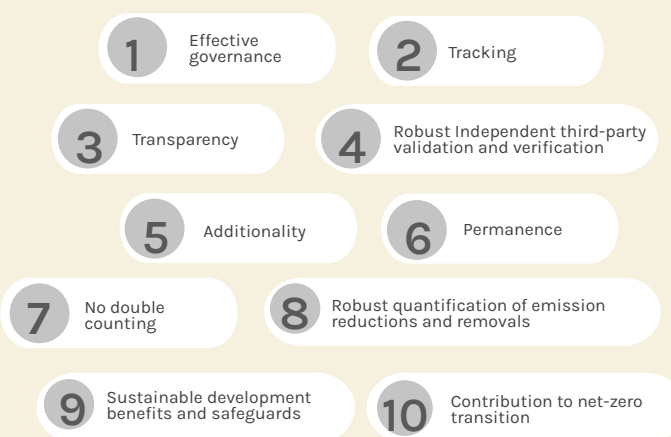 1
Effective
governance
2
Tracking
3
Transparency
4
Robust Independent third-party
validation and verification
5
Additionality
6
Permanence
7
No double
counting
8
Robust quantification of emission
reductions and removals
9
Sustainable development
benefits and safeguards
10
Contribution to net-zero
transition